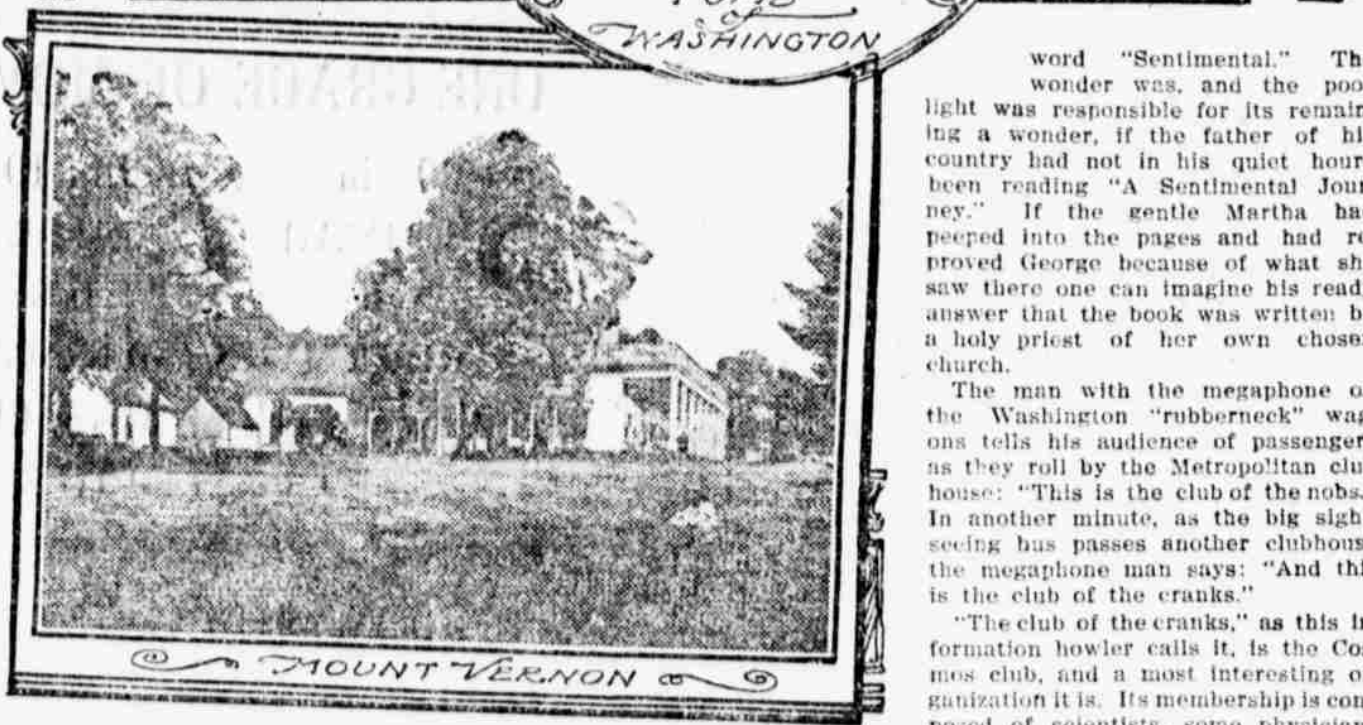 of
WASHINGTON
MOUNT VERNON
word "Sentimental." Th
wonder was, and the poo
light was responsible for its remain
ing a wonder, if the father of hi
country had not in his quiet hour
been reading "A Sentimental Jour
ney." If the gentle Martha ha
peeped into the pages and had re
proved George because of what sh
saw there one can imagine his read
answer that the book was written b
a holy priest of her own chose
church.
The man with the megaphone o
the Washington "rubberneck" wag
ons tells his audience of passenger
as they roll by the Metropolitan clu
house: "This is the club of the nobs.
In another minute, as the big sigh
seeing bus passes another clubhous
the megaphone man says: "And thi
is the club of the cranks."
"The club of the cranks," as this in
formation howler calls it, is the Cos
mos club, and a most interesting o
ganization it is. Its membership is com
posed of scientists, some physicians